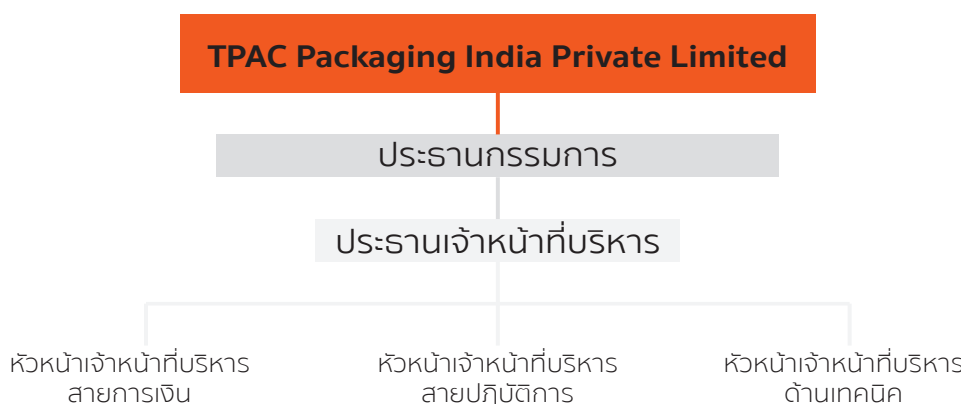 TPAC Packaging India Private Limited
ประธานกรรมการ
ประธานเจ้าหน้าที่บริหาร
หัวหน้าเจ้าหน้าที่บริหาร
สายการเงิน
หัวหน้าเจ้าหน้าที่บริหาร
สายปฏิบัติการ
หัวหน้าเจ้าหน้าที่บริหาร
ด้านเทคนิค